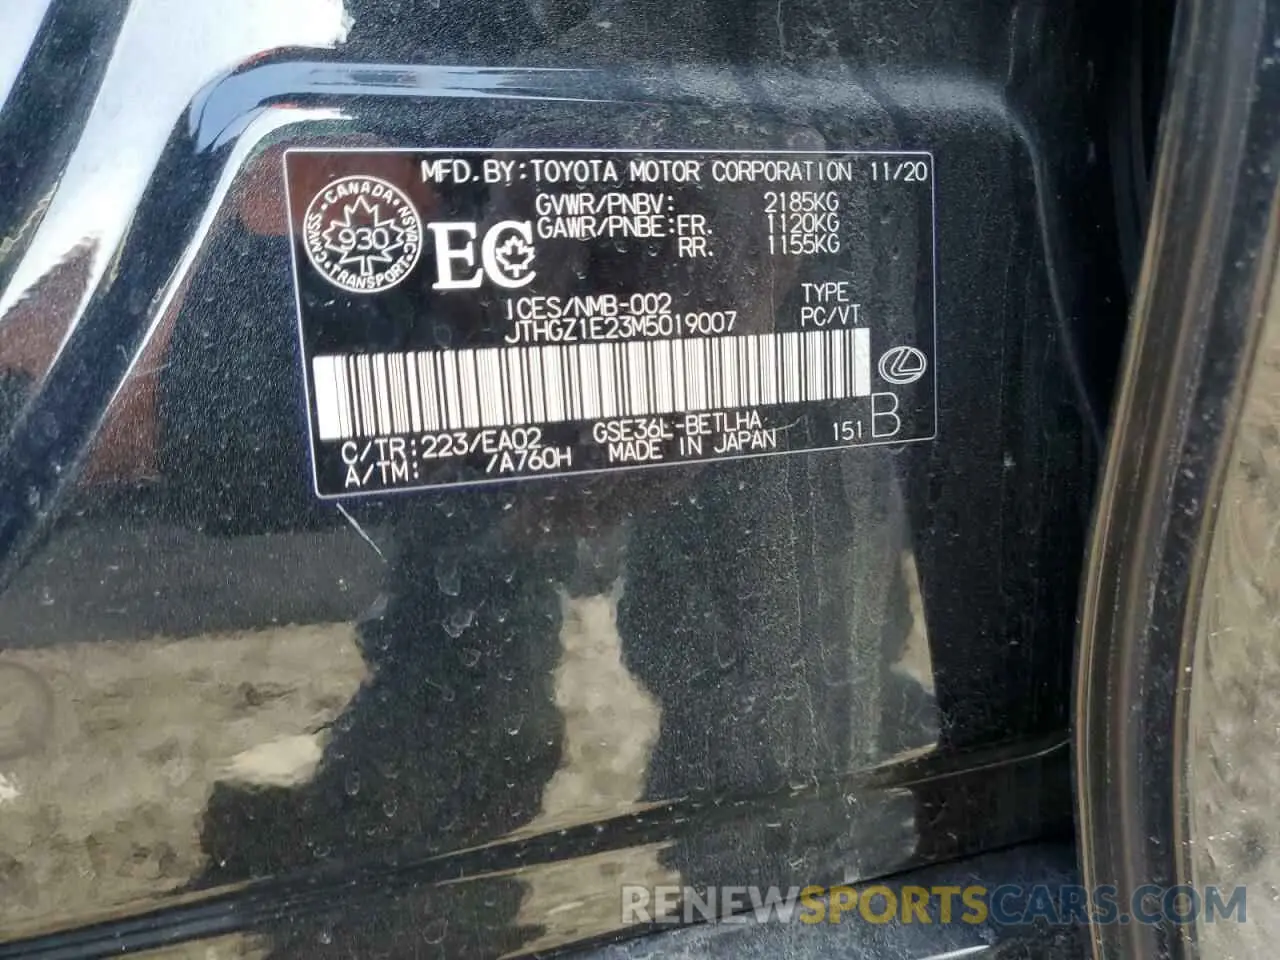 MFD. BY: TOYOTA MOTOR CORPORATION 11/20
GVWR/PNBV: 2185KG
GAWR/PNBE: FR. 1120KG
RR. 1155KG
CANADA
CMVSS NSVAC
930
TRANSPORT
EC
ICES/NMB-002
JTHGZ1E23M5019007
TYPE
PC/VT
C/TR: 223/EA02 GSE36L-BETLHA
A/TM: /A760H MADE IN JAPAN 151 B
RENEWSPORTSCARS.COM